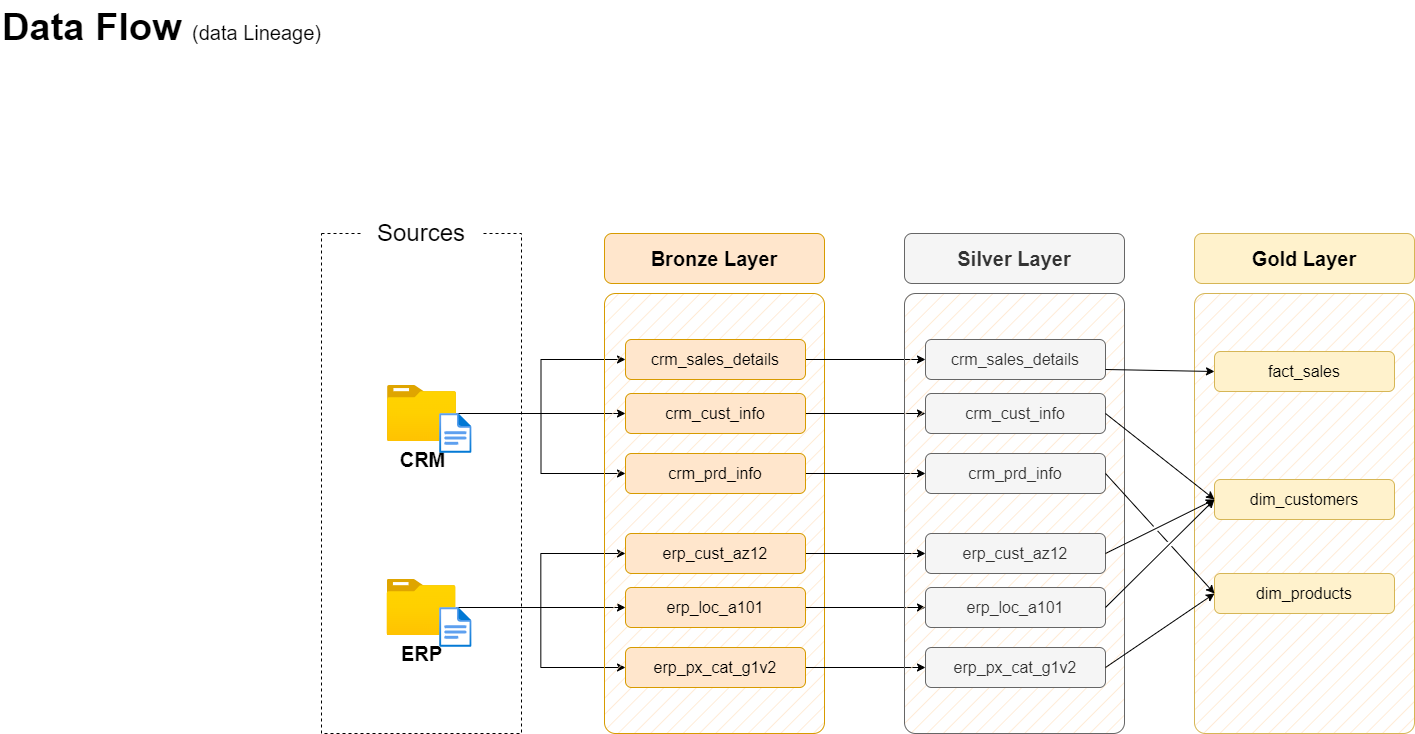 Data Flow (data Lineage)
Sources
CRM
ERP
Bronze Layer
crm_sales_details
crm_cust_info
crm_prd_info
erp_cust_az12
erp_loc_a101
erp_px_cat_g1v2
Silver Layer
crm_sales_details
crm_cust_info
crm_prd_info
erp_cust_az12
erp_loc_a101
erp_px_cat_g1v2
Gold Layer
fact_sales
dim_customers
dim_products